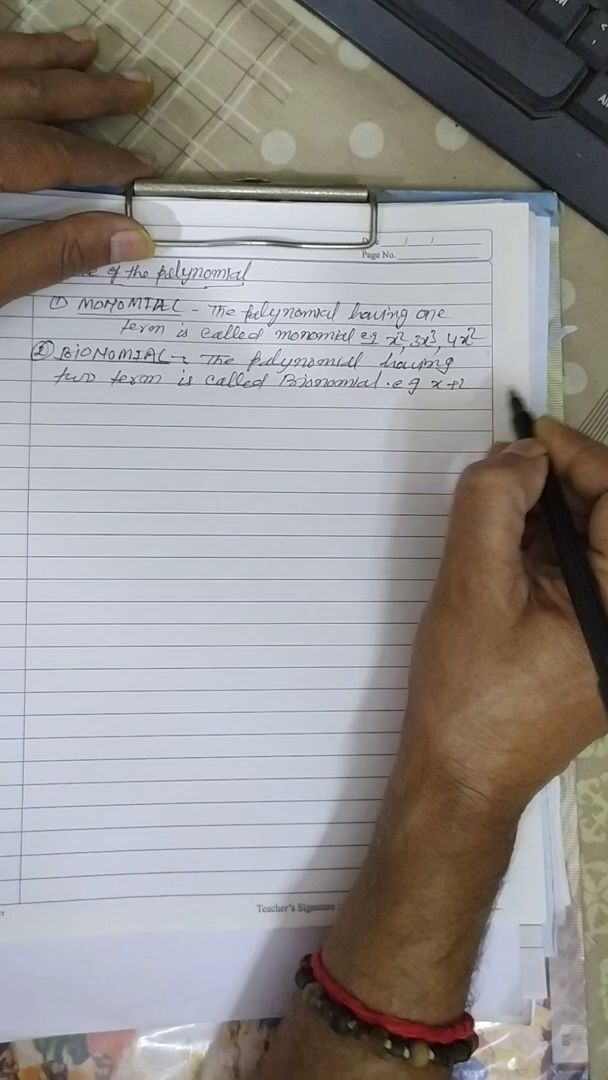 of the polynomial
① MONOMIAL - The polynomial having one
term is called monomial eg x², 3x³, 4x²
② BIONOMIAL - The polynomial having
two term is called Bionomial. e g x+2
Page No.
Teacher's Signature :